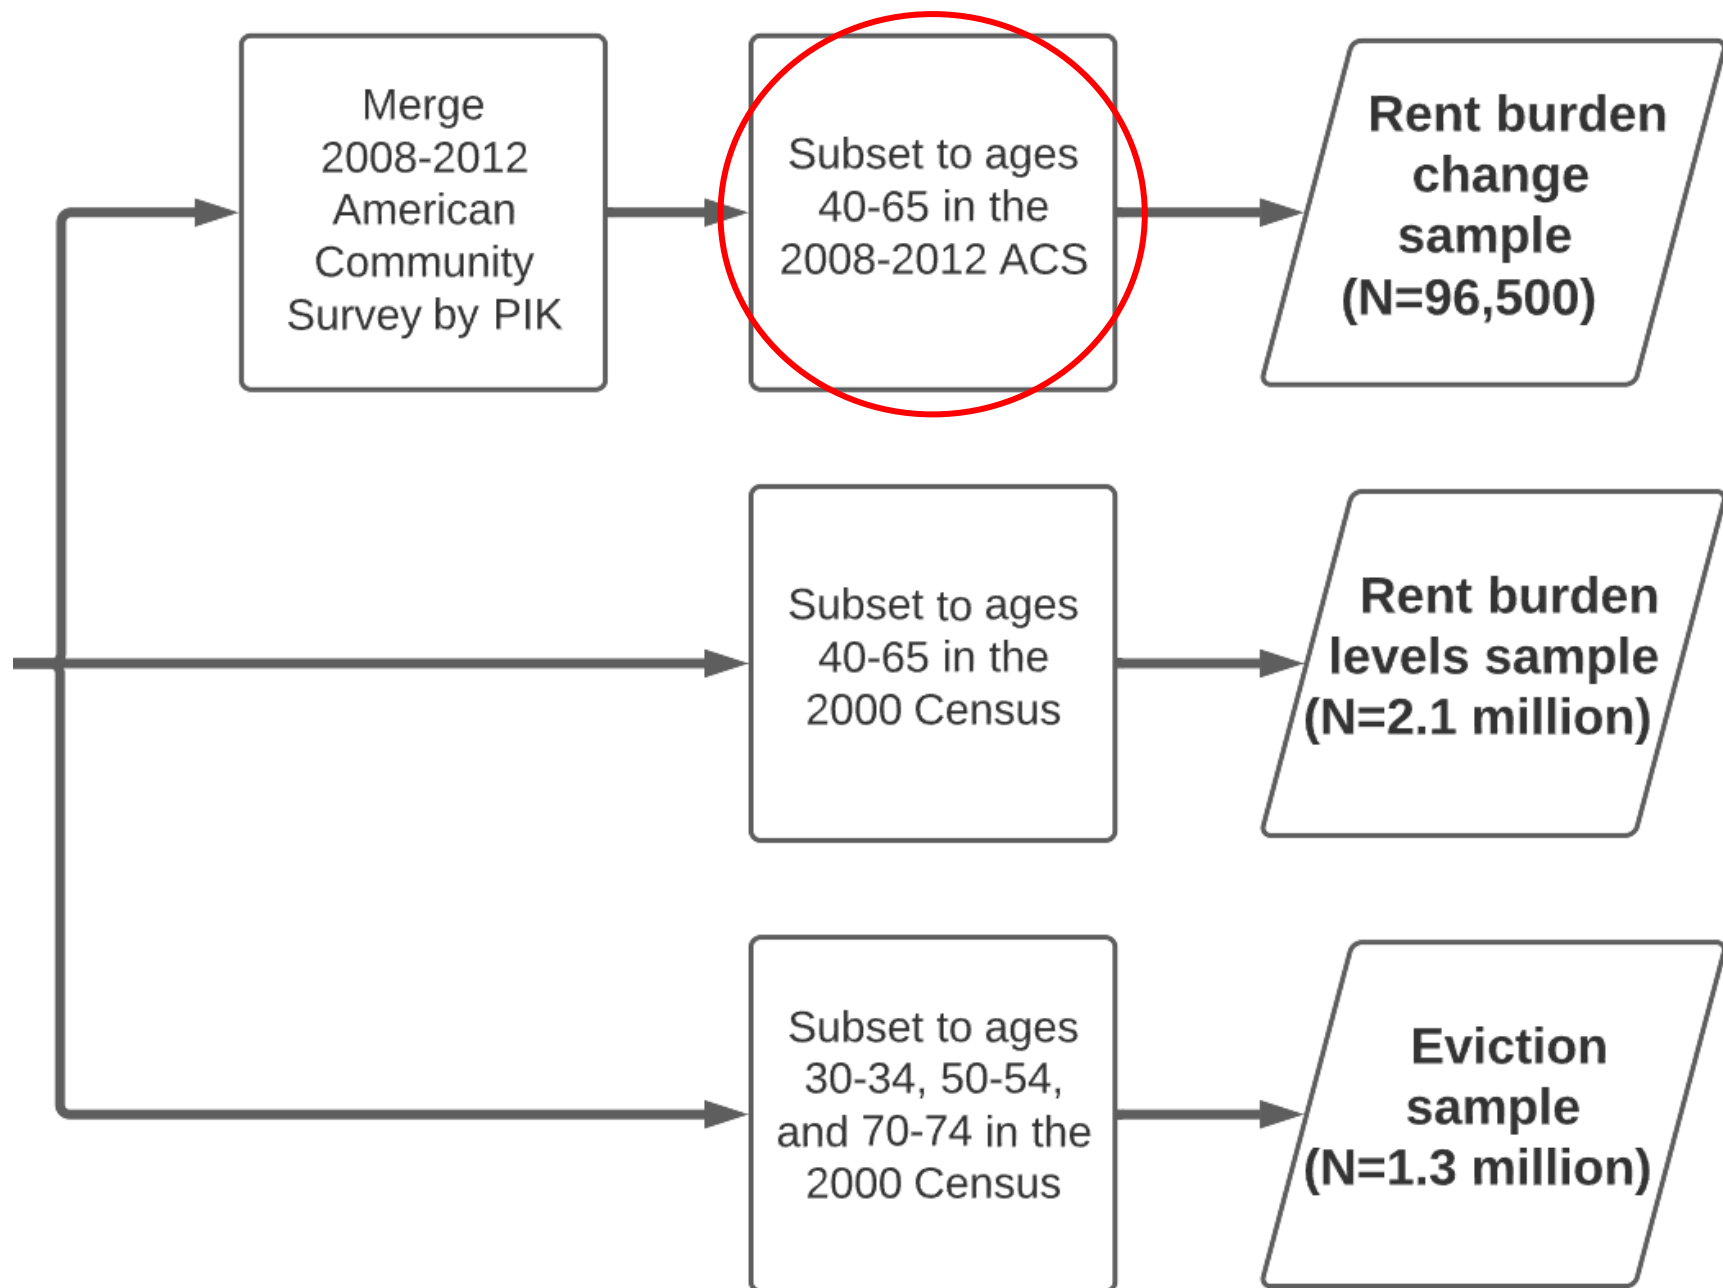 Merge
2008-2012
American
Community
Survey by PIK
Subset to ages
40-65 in the
2008-2012 ACS
Rent burden
change
sample
(N=96,500)
Subset to ages
40-65 in the
2000 Census
Rent burden
levels sample
(N=2.1 million)
Subset to ages
30-34, 50-54,
and 70-74 in the
2000 Census
Eviction
sample
(N=1.3 million)